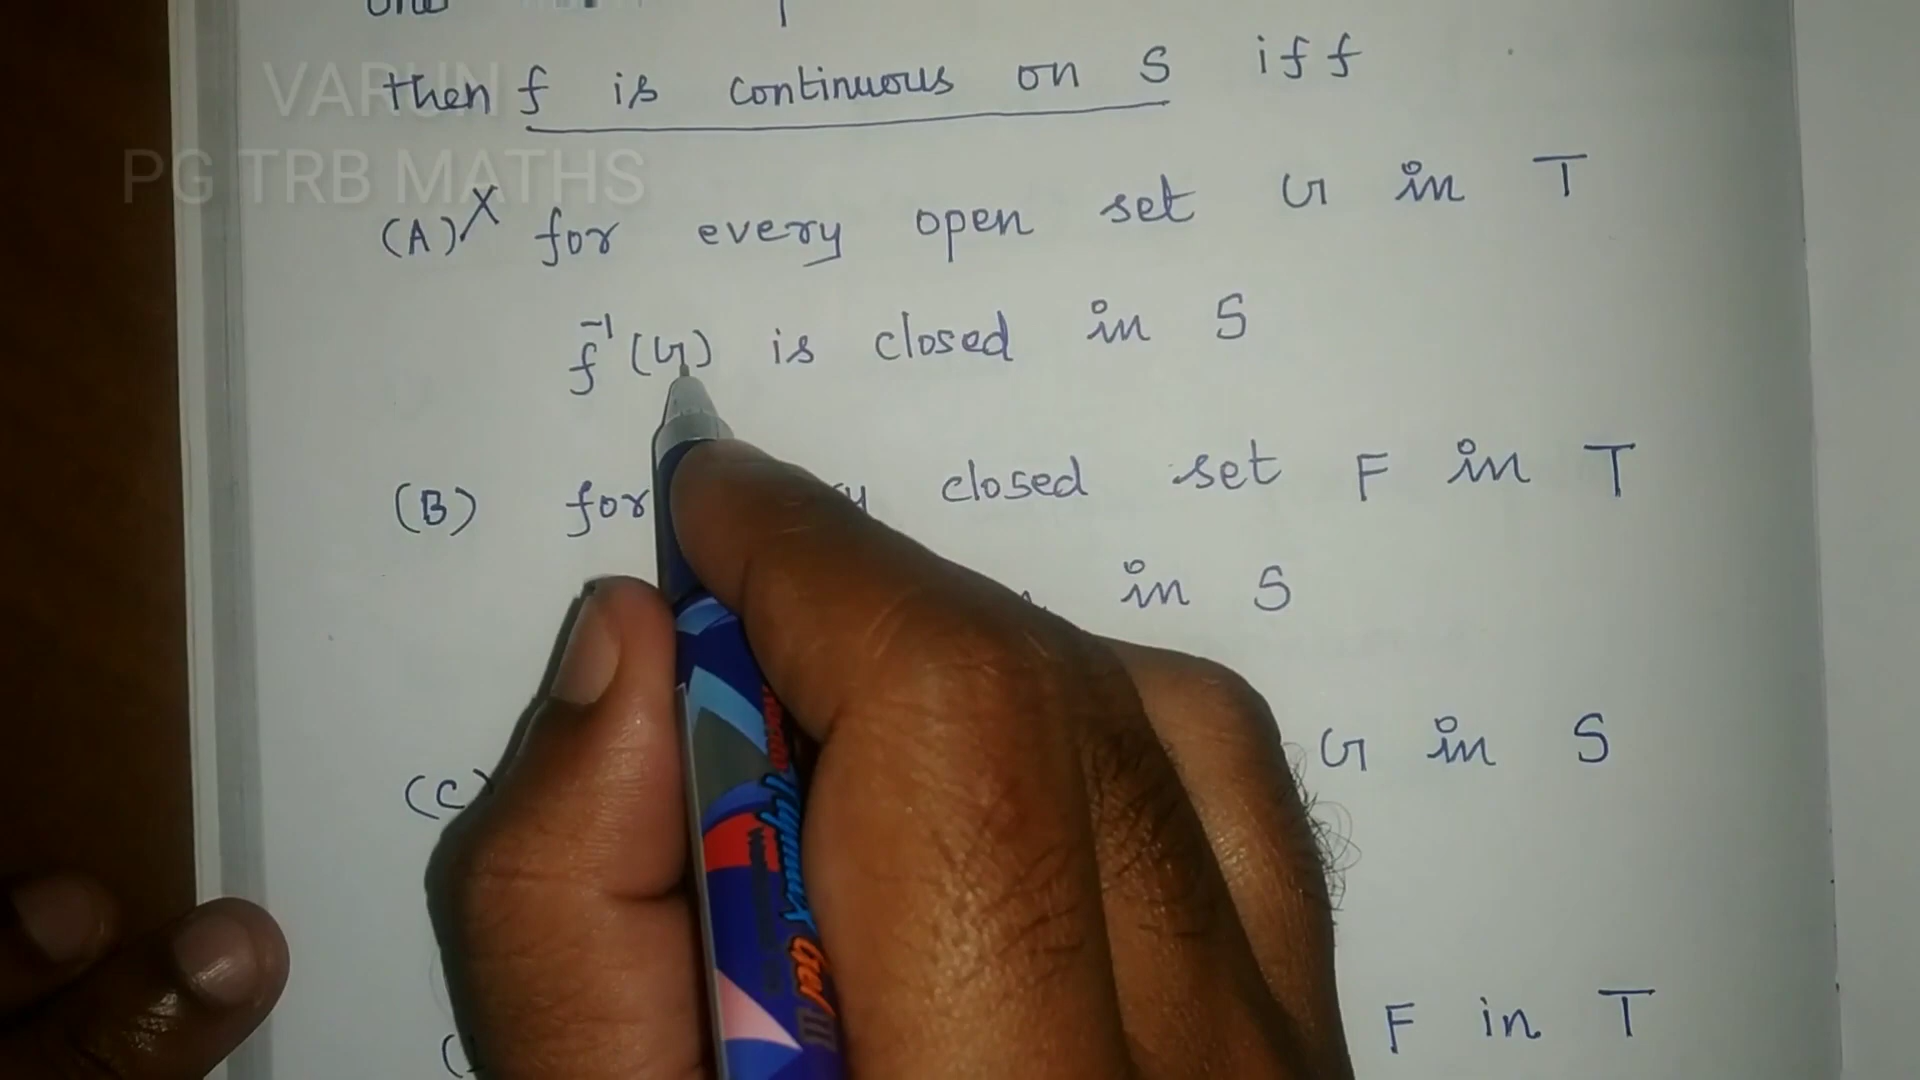 one
then f is continuous on S iff
VARUN
PG TRB MATHS
(A) X for every open set G in T
f⁻¹(G) is closed in S
(B) for closed set F in T
in S
(C) G in S
F in T